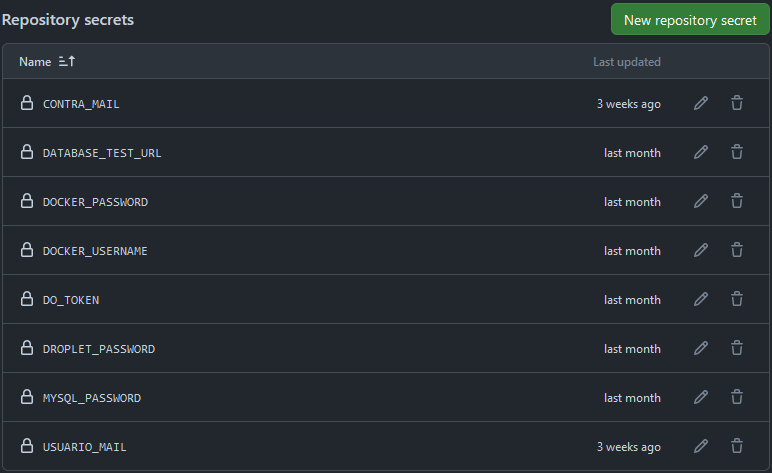 Repository secrets New repository secret
Name Last updated
CONTRA_MAIL 3 weeks ago
DATABASE_TEST_URL last month
DOCKER_PASSWORD last month
DOCKER_USERNAME last month
DO_TOKEN last month
DROPLET_PASSWORD last month
MYSQL_PASSWORD last month
USUARIO_MAIL 3 weeks ago